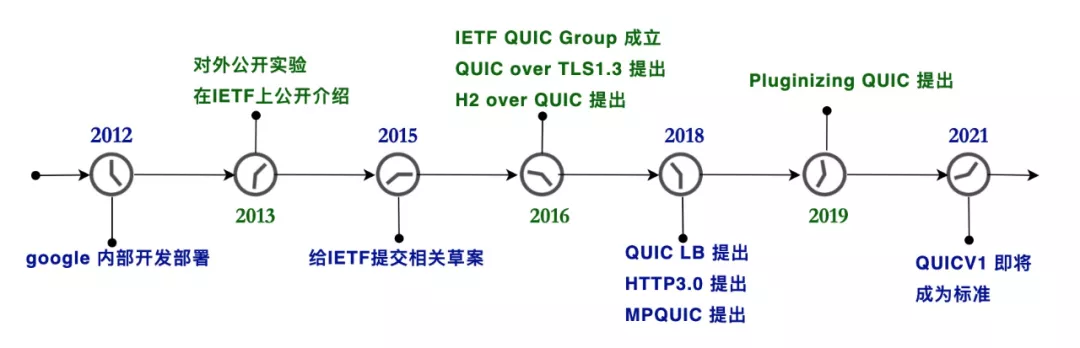 2012
google 内部开发部署
对外公开实验
在IETF上公开介绍
2013
2015
给IETF提交相关草案
IETF QUIC Group 成立
QUIC over TLS1.3 提出
H2 over QUIC 提出
2016
2018
QUIC LB 提出
HTTP3.0 提出
MPQUIC 提出
Pluginizing QUIC 提出
2019
2021
QUICV1 即将
成为标准